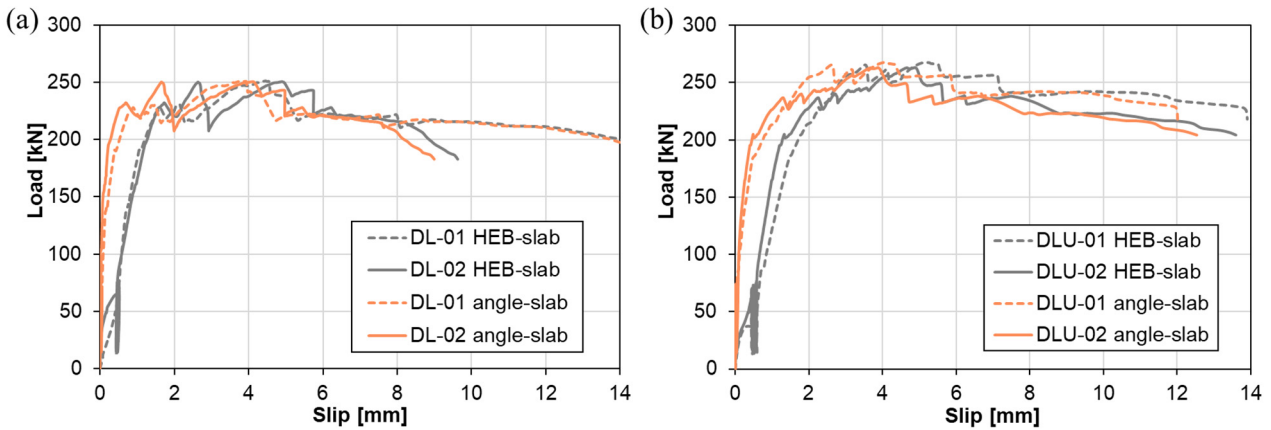 (a)
300
250
200
150
100
50
0
Load [kN]
DL-01 HEB-slab
DL-02 HEB-slab
DL-01 angle-slab
DL-02 angle-slab
0 2 4 6 8 10 12 14
Slip [mm]
(b)
300
250
200
150
100
50
0
Load [kN]
DLU-01 HEB-slab
DLU-02 HEB-slab
DLU-01 angle-slab
DLU-02 angle-slab
0 2 4 6 8 10 12 14
Slip [mm]